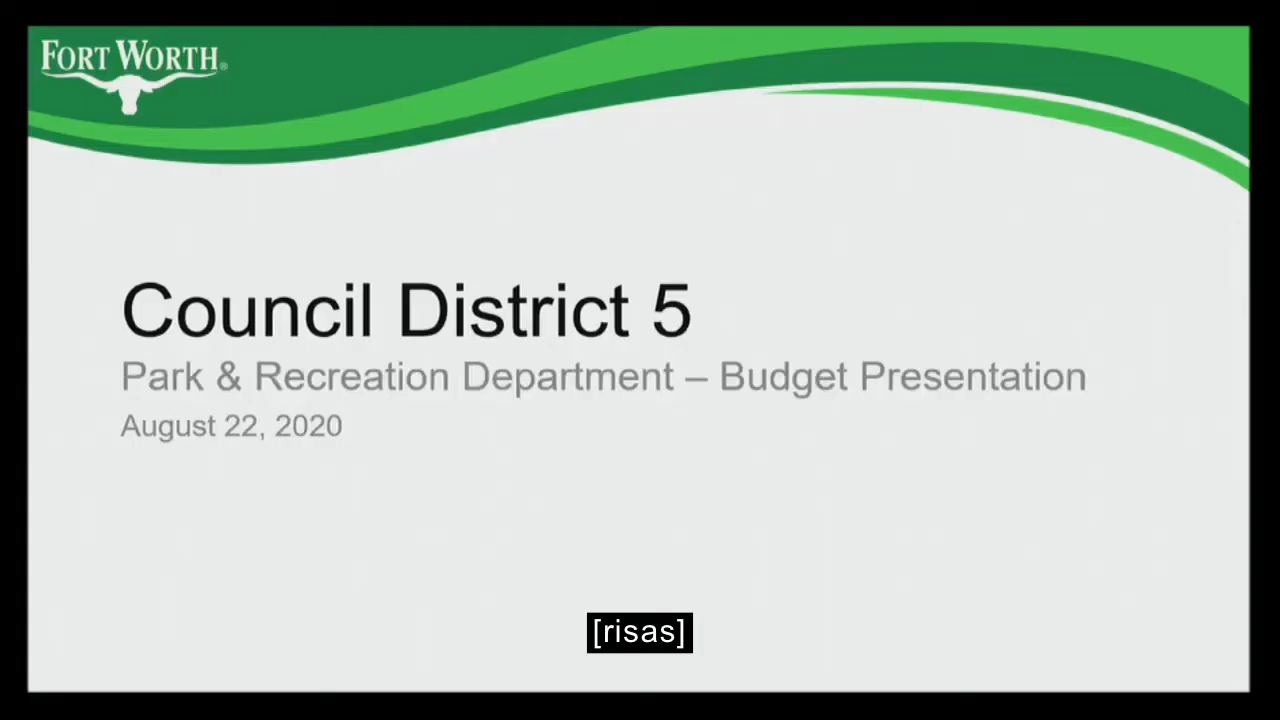 FORT WORTH®
Council District 5
Park & Recreation Department – Budget Presentation
August 22, 2020
[risas]